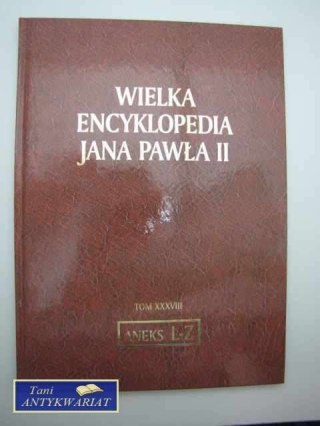 WIELKA
ENCYKLOPEDIA
JANA PAWŁA II
TOM XXXVIII
ANEKS Ł-Z
Tani
ANTYKWARIAT